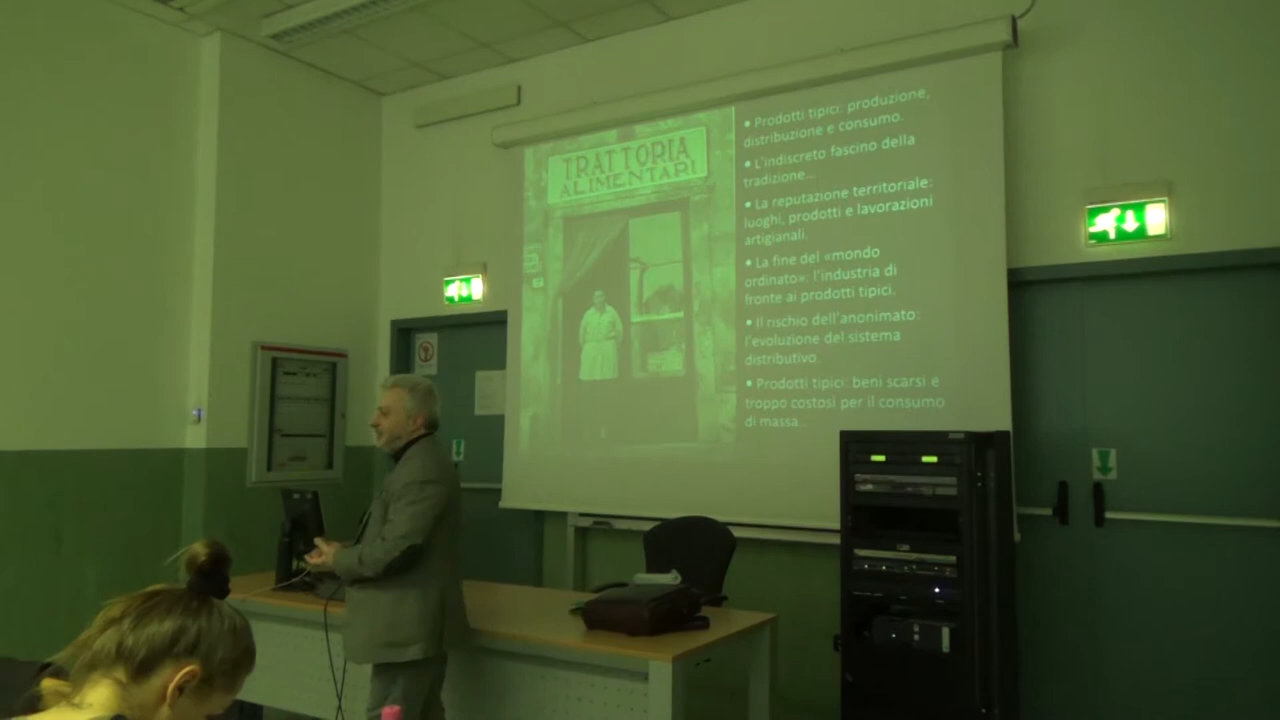 TRATTORIA
ALIMENTARI
• Prodotti tipici: produzione,
distribuzione e consumo.
• L'indiscreto fascino della
tradizione...
• La reputazione territoriale:
luoghi, prodotti e lavorazioni
artigianali.
• La fine del «mondo
ordinato»: l'industria di
fronte ai prodotti tipici.
• Il rischio dell'anonimato:
l'evoluzione del sistema
distributivo.
• Prodotti tipici: beni scarsi e
troppo costosi per il consumo
di massa...